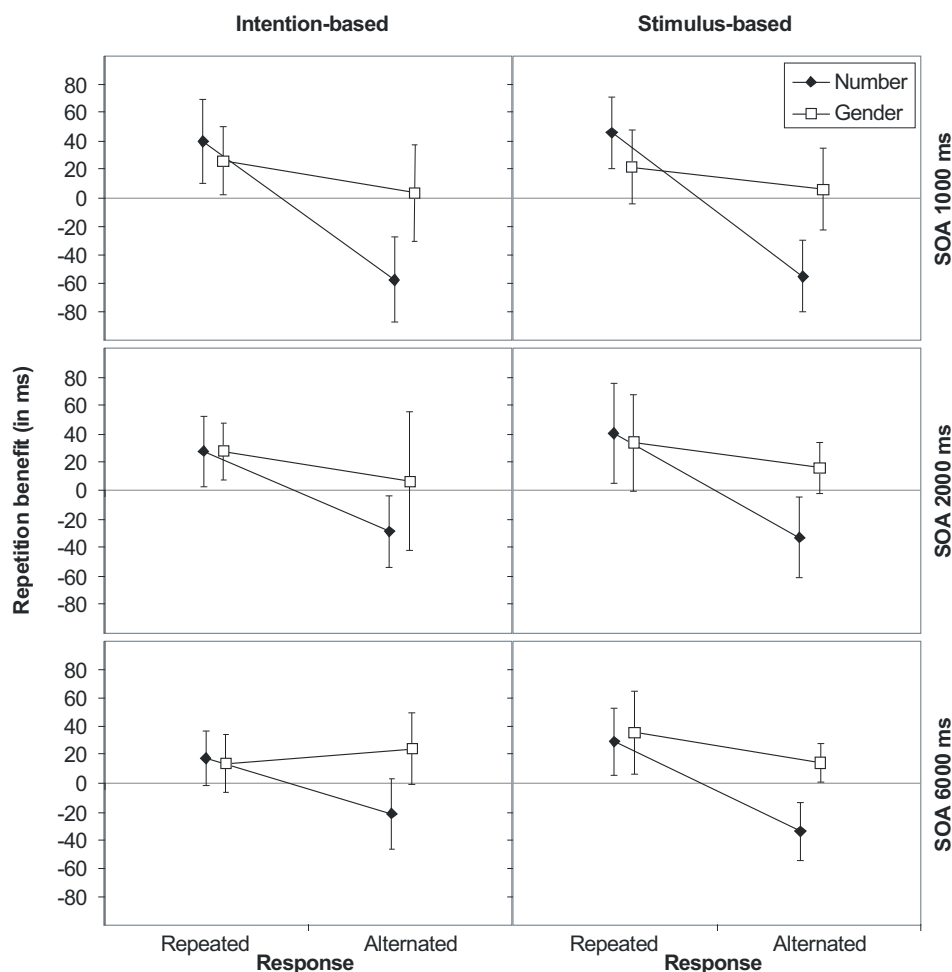 Intention-based
Stimulus-based
Number
Gender
80
60
40
20
0
-20
-40
-60
-80
SOA 1000 ms
80
60
40
20
0
-20
-40
-60
-80
SOA 2000 ms
Repetition benefit (in ms)
80
60
40
20
0
-20
-40
-60
-80
SOA 6000 ms
Repeated Alternated Repeated Alternated
Response Response